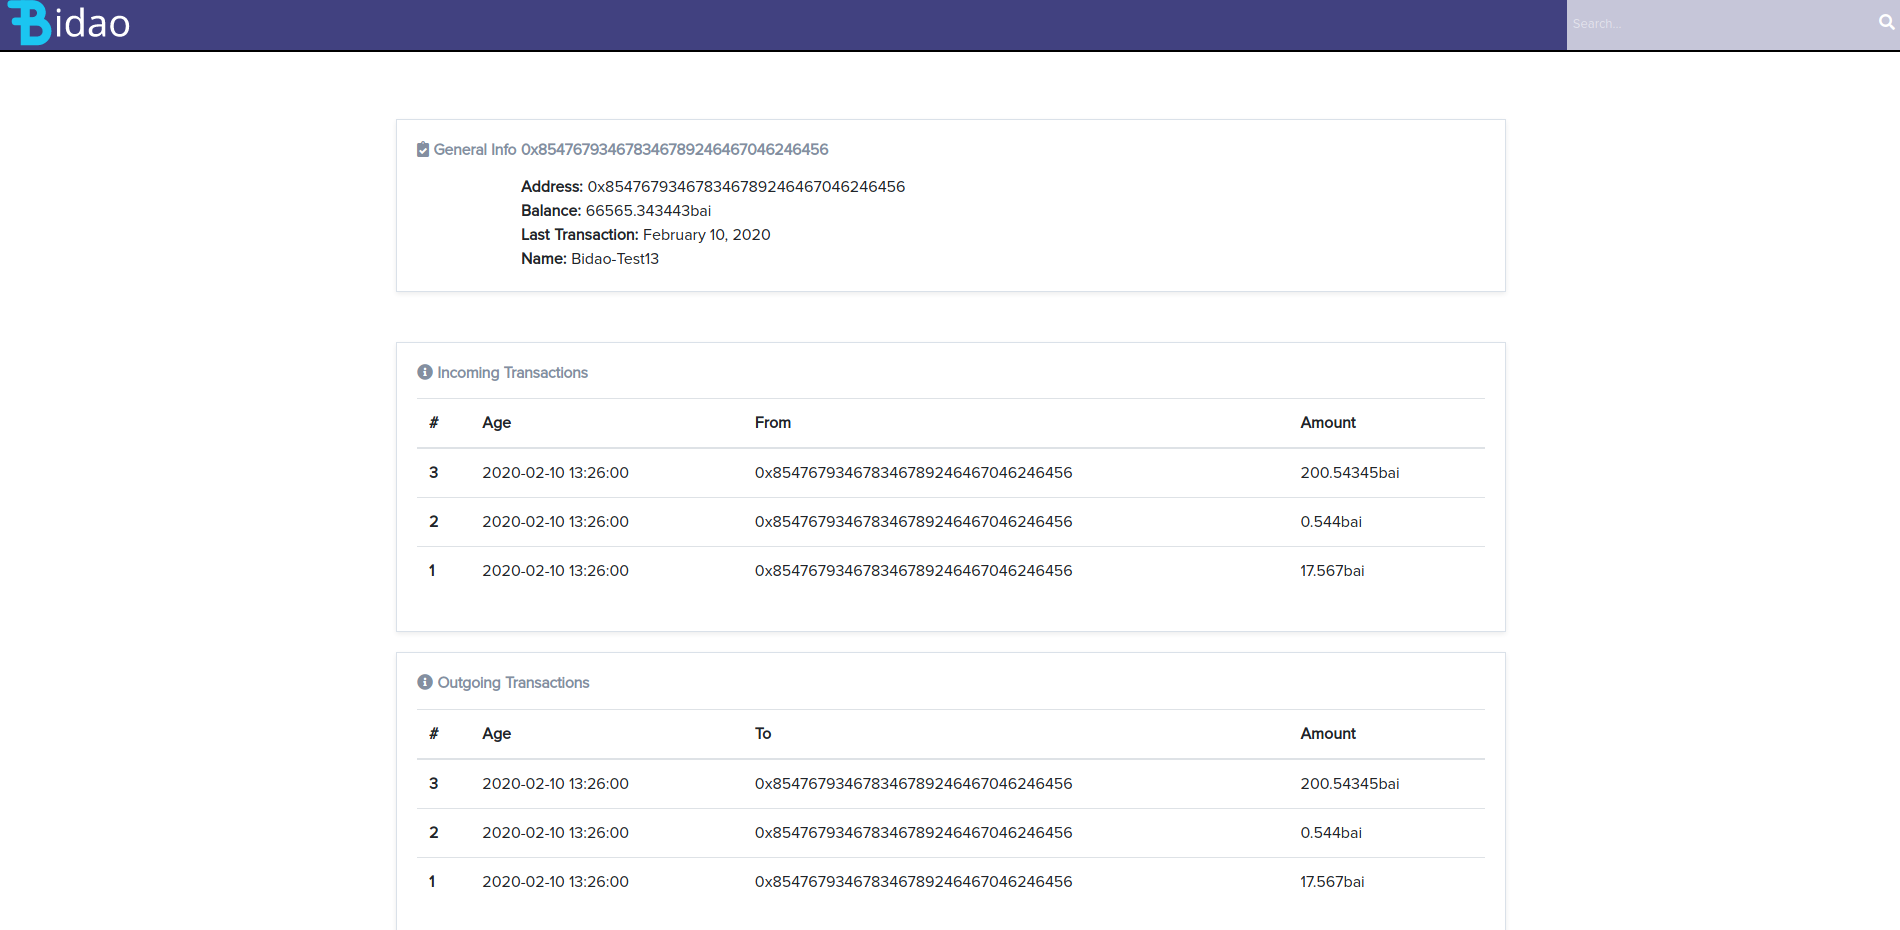 Bidao
Search...
General Info 0x8547679346783467892464670462464​56
Address: 0x854767934678346789246467046246456
Balance: 66565.343443bai
Last Transaction: February 10, 2020
Name: Bidao-Test13
Incoming Transactions
# Age From Amount
3 2020-02-10 13:26:00 0x854767934678346789246467046246456 200.54345bai
2 2020-02-10 13:26:00 0x854767934678346789246467046246456 0.544bai
1 2020-02-10 13:26:00 0x854767934678346789246467046246456 17.567bai
Outgoing Transactions
# Age To Amount
3 2020-02-10 13:26:00 0x854767934678346789246467046246456 200.54345bai
2 2020-02-10 13:26:00 0x854767934678346789246467046246456 0.544bai
1 2020-02-10 13:26:00 0x854767934678346789246467046246456 17.567bai